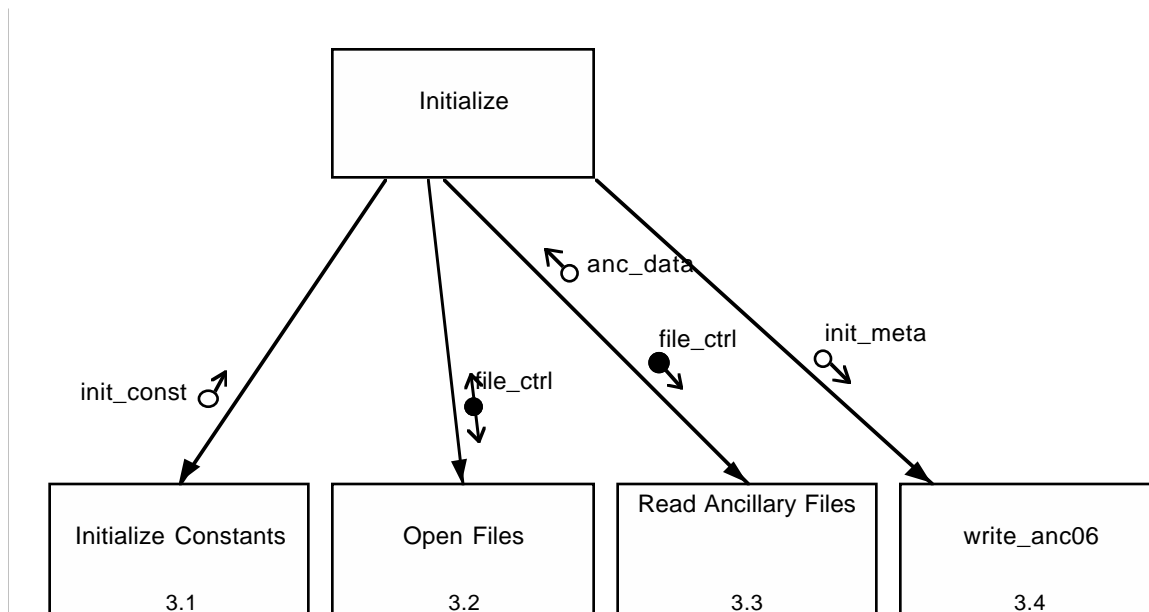 Initialize
anc_data
file_ctrl
init_meta
init_const
file_ctrl
Read Ancillary Files
Initialize Constants
Open Files
write_anc06
3.1
3.2
3.3
3.4